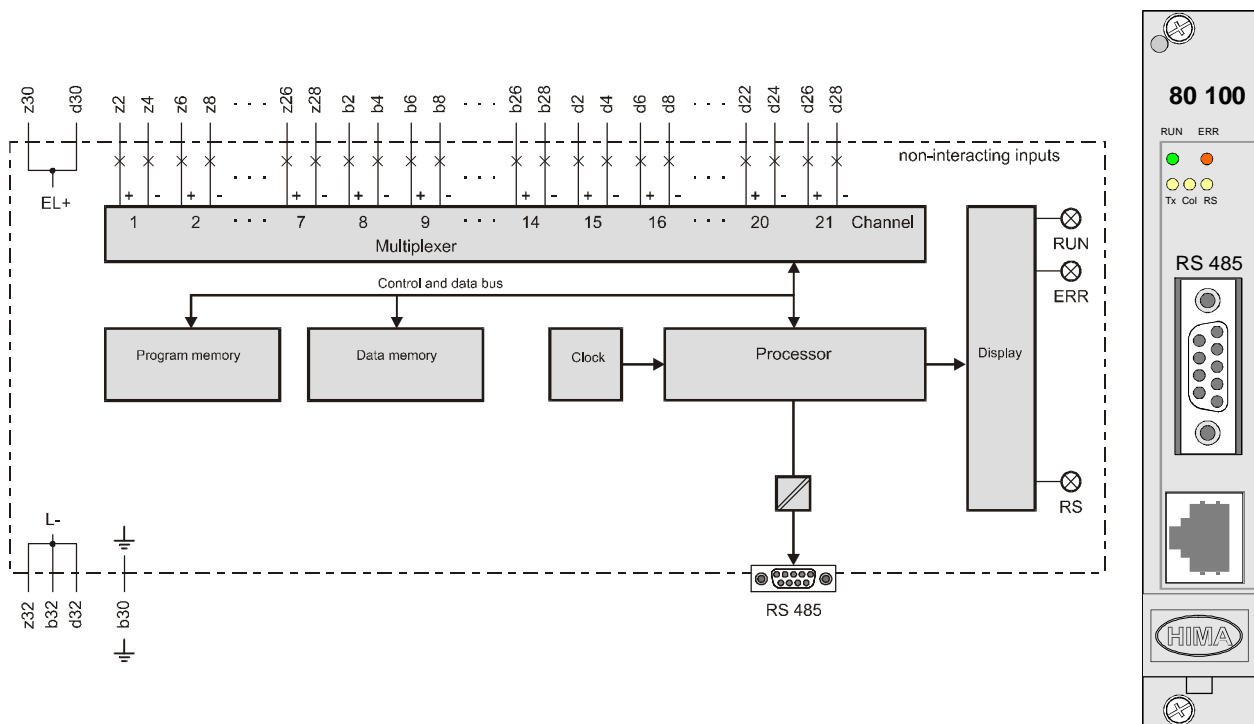 z30 d30 z2 z4 z6 z8 · · · · z26 z28 b2 b4 b6 b8 · · · · b26 b28 d2 d4 d6 d8 · · · · d22 d24 d26 d28
non-interacting inputs
EL+
+ - + - · · · + - + - + - · · · + - + - + - · · · + - + -
1 2 · · · 7 8 9 · · · 14 15 16 · · · 20 21 Channel
Multiplexer
Control and data bus
Program memory
Data memory
Clock
Processor
Display
RUN
ERR
RS
L-
z32 b32 d32 b30
RS 485
80 100
RUN ERR
Tx Col RS
RS 485
HIMA